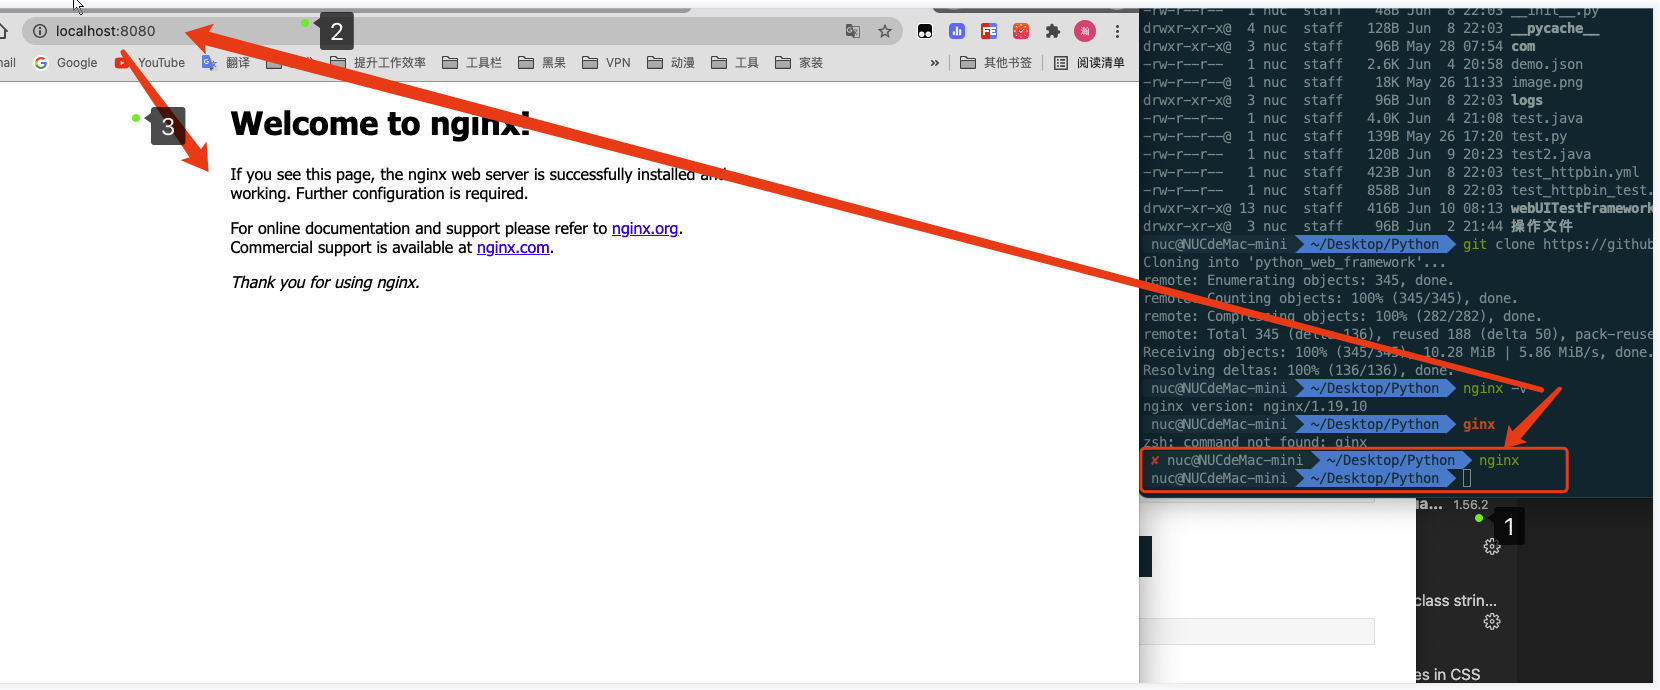 localhost:8080
2
nail
Google
YouTube
翻译
提升工作效率
工具栏
黑果
VPN
动漫
工具
家装
»
其他书签
阅读清单
3
Welcome to nginx!
If you see this page, the nginx web server is successfully installed and
working. Further configuration is required.
For online documentation and support please refer to nginx.org.
Commercial support is available at nginx.com.
Thank you for using nginx.
-rw-r--r-- 1 nuc staff 48B Jun 8 22:03 __init__.py
drwxr-xr-x@ 4 nuc staff 128B Jun 8 22:03 __pycache__
drwxr-xr-x@ 3 nuc staff 96B May 28 07:54 com
-rw-r--r-- 1 nuc staff 2.6K Jun 4 20:58 demo.json
-rw-r--r--@ 1 nuc staff 18K May 26 11:33 image.png
drwxr-xr-x@ 3 nuc staff 96B Jun 8 22:03 logs
-rw-r--r-- 1 nuc staff 4.0K Jun 4 21:08 test.java
-rw-r--r--@ 1 nuc staff 139B May 26 17:20 test.py
-rw-r--r-- 1 nuc staff 120B Jun 9 20:23 test2.java
-rw-r--r-- 1 nuc staff 423B Jun 8 22:03 test_httpbin.yml
-rw-r--r-- 1 nuc staff 858B Jun 8 22:03 test_httpbin_test.
drwxr-xr-x@ 13 nuc staff 416B Jun 10 08:13 webUITestFramework
drwxr-xr-x@ 3 nuc staff 96B Jun 2 21:44 操作文件
nuc@NUCdeMac-mini ~/Desktop/Python git clone https://github
Cloning into 'python_web_framework'...
remote: Enumerating objects: 345, done.
remote: Counting objects: 100% (345/345), done.
remote: Compressing objects: 100% (282/282), done.
remote: Total 345 (delta 136), reused 188 (delta 50), pack-reuse
Receiving objects: 100% (345/345), 10.28 MiB | 5.86 MiB/s, done.
Resolving deltas: 100% (136/136), done.
nuc@NUCdeMac-mini ~/Desktop/Python nginx -v
nginx version: nginx/1.19.10
nuc@NUCdeMac-mini ~/Desktop/Python ginx
zsh: command not found: ginx
✘ nuc@NUCdeMac-mini ~/Desktop/Python nginx
nuc@NUCdeMac-mini ~/Desktop/Python
a... 1.56.2
1
class strin...
es in CSS